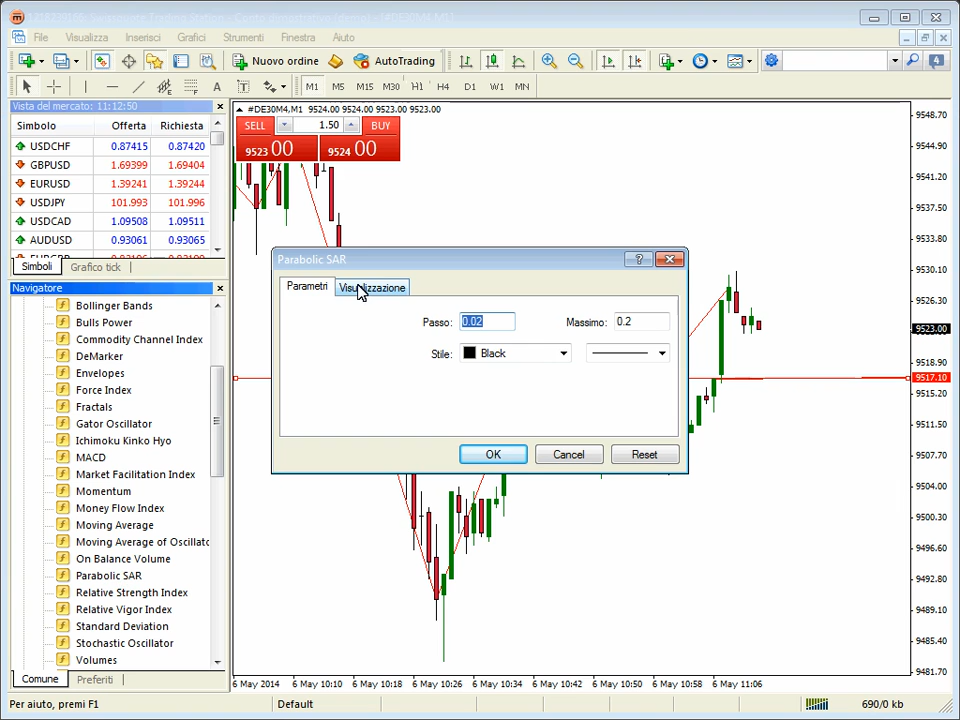 File Visualizza Inserisci Grafici Strumenti Finestra Aiuto
Nuovo ordine AutoTrading 4
A T M1 M5 M15 M30 H1 H4 D1 W1 MN
Vista del mercato: 11:12:50
Simbolo Offerta Richiesta
USDCHF 0.87415 0.87420
GBPUSD 1.69399 1.69404
EURUSD 1.39241 1.39244
USDJPY 101.993 101.996
USDCAD 1.09508 1.09511
AUDUSD 0.93061 0.93065
Simboli Grafico tick
Navigatore
Bollinger Bands
Bulls Power
Commodity Channel Index
DeMarker
Envelopes
Force Index
Fractals
Gator Oscillator
Ichimoku Kinko Hyo
MACD
Market Facilitation Index
Momentum
Money Flow Index
Moving Average
Moving Average of Oscillato
On Balance Volume
Parabolic SAR
Relative Strength Index
Relative Vigor Index
Standard Deviation
Stochastic Oscillator
Volumes
Comune Preferiti
#DE30M4,M1 9524.00 9524.00 9523.00 9523.00
SELL 1.50 BUY
9523 00 9524 00
Parabolic SAR
Parametri Visualizzazione
Passo: 0.02 Massimo: 0.2
Stile: Black
OK Cancel Reset
9548.70
9544.90
9541.20
9537.50
9533.80
9530.10
9526.30
9523.00
9518.90
9517.10
9515.20
9511.50
9507.70
9504.00
9500.30
9496.60
9492.80
9489.10
9485.40
9481.70
6 May 2014 6 May 10:10 6 May 10:18 6 May 10:26 6 May 10:34 6 May 10:42 6 May 10:50 6 May 10:58 6 May 11:06
Per aiuto, premi F1 Default 690/0 kb